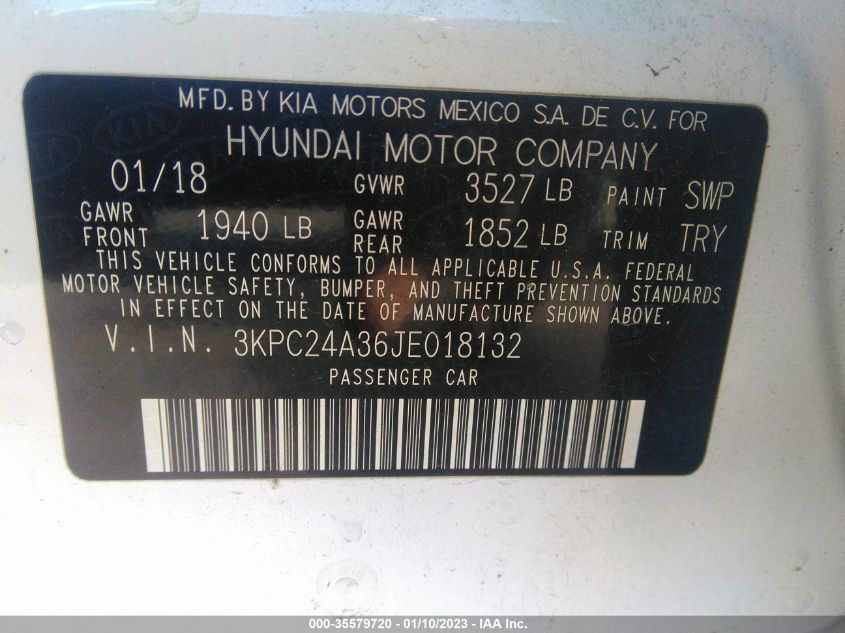 MFD. BY KIA MOTORS MEXICO S.A. DE C.V. FOR
HYUNDAI MOTOR COMPANY
01/18 GVWR 3527 LB PAINT SWP
GAWR FRONT 1940 LB GAWR REAR 1852 LB TRIM TRY
THIS VEHICLE CONFORMS TO ALL APPLICABLE U.S.A. FEDERAL
MOTOR VEHICLE SAFETY, BUMPER, AND THEFT PREVENTION STANDARDS
IN EFFECT ON THE DATE OF MANUFACTURE SHOWN ABOVE.
V.I.N. 3KPC24A36JE018132
PASSENGER CAR
000-35579720 - 01/10/2023 - IAA Inc.